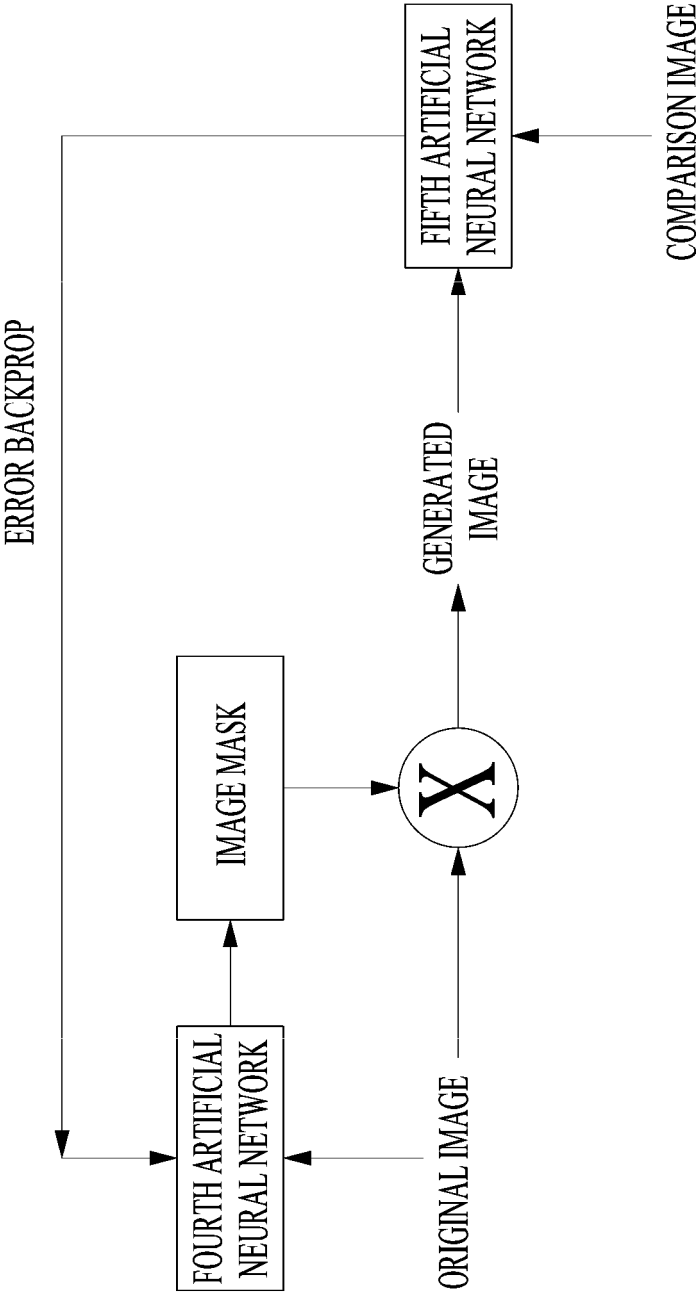 ERROR BACKPROP
FOURTH ARTIFICIAL
NEURAL NETWORK
IMAGE MASK
ORIGINAL IMAGE
X
GENERATED
IMAGE
FIFTH ARTIFICIAL
NEURAL NETWORK
COMPARISON IMAGE